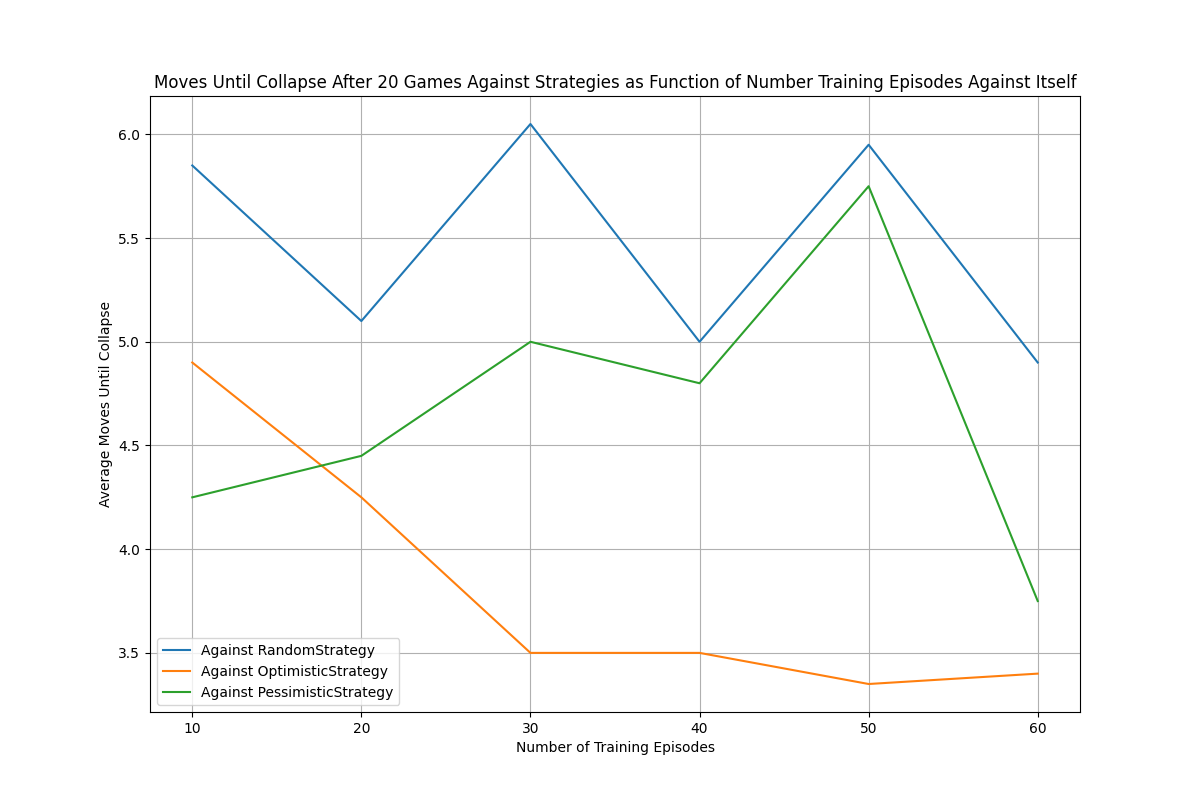 Moves Until Collapse After 20 Games Against Strategies as Function of Number Training Episodes Against Itself
Average Moves Until Collapse
6.0
5.5
5.0
4.5
4.0
3.5
Against RandomStrategy
Against OptimisticStrategy
Against PessimisticStrategy
10 20 30 40 50 60
Number of Training Episodes